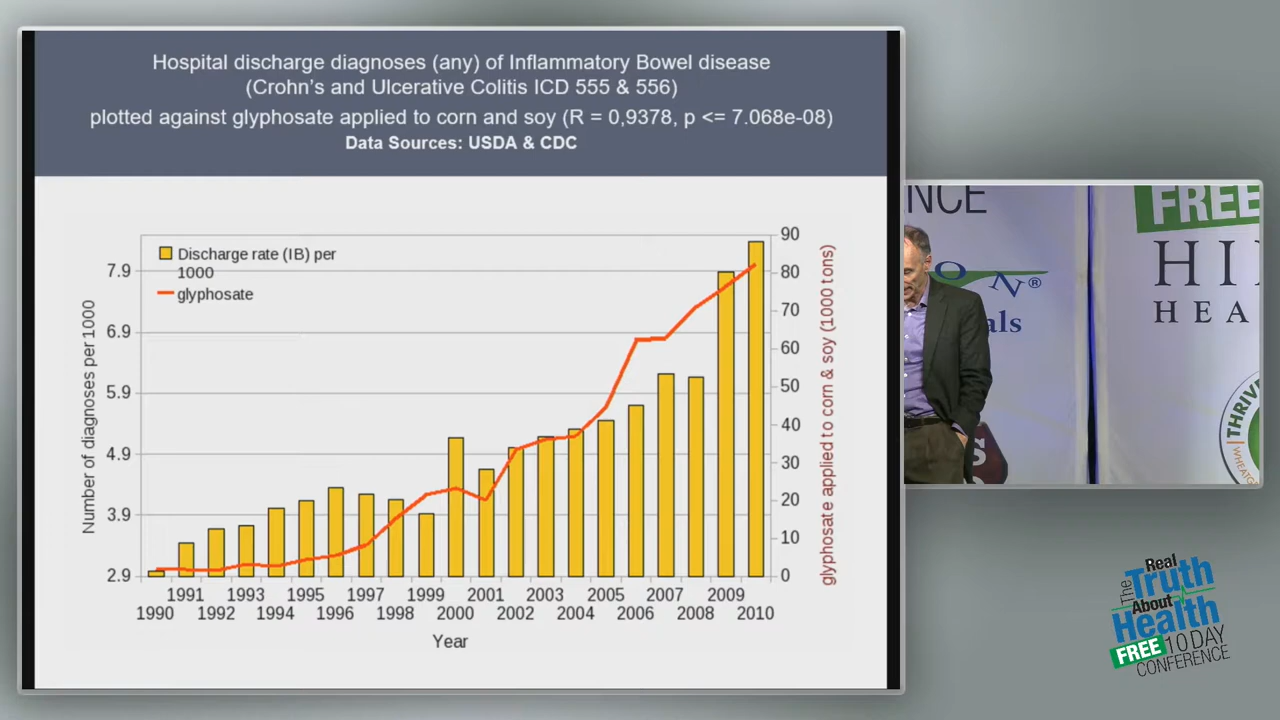 Hospital discharge diagnoses (any) of Inflammatory Bowel disease
(Crohn's and Ulcerative Colitis ICD 555 & 556)
plotted against glyphosate applied to corn and soy (R = 0,9378, p <= 7.068e-08)
Data Sources: USDA & CDC
Discharge rate (IB) per
1000
glyphosate
Number of diagnoses per 1000
7.9
6.9
5.9
4.9
3.9
2.9
90
80
70
60
50
40
30
20
10
0
glyphosate applied to corn & soy (1000 tons)
1991 1993 1995 1997 1999 2001 2003 2005 2007 2009
1990 1992 1994 1996 1998 2000 2002 2004 2006 2008 2010
Year
NCE
FREE
HI
HEA
ON®
als
THRIV
WHEATG
The Real
Truth
About
Health
FREE 10 DAY
CONFERENCE